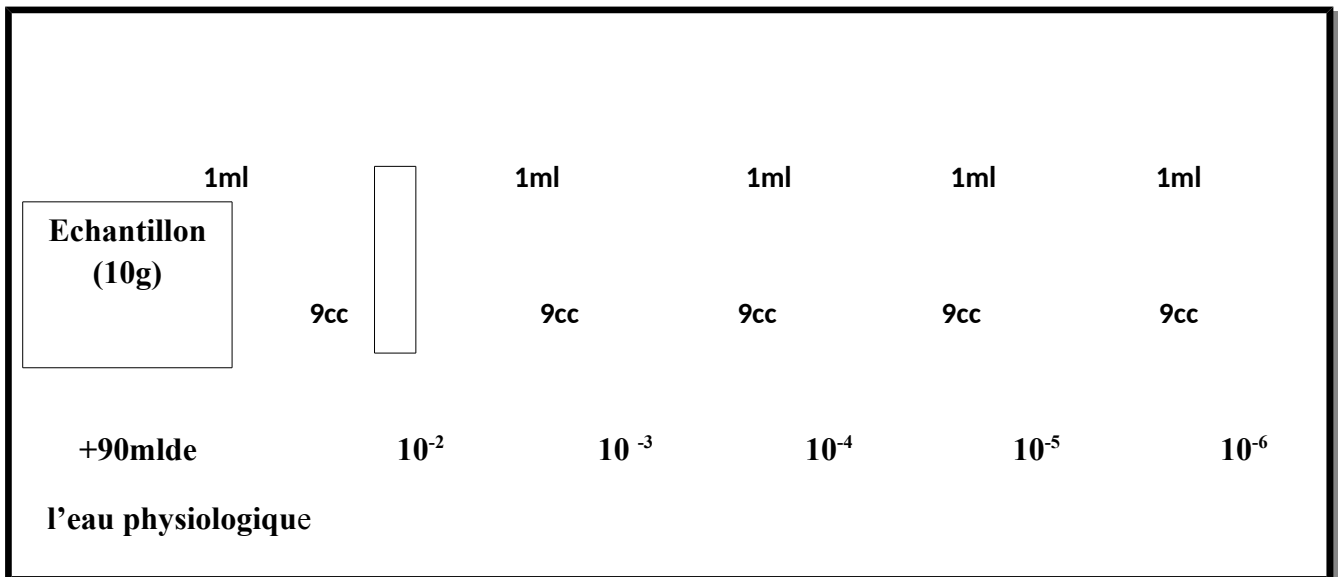 1ml 1ml 1ml 1ml 1ml
Echantillon
(10g)
9cc 9cc 9cc 9cc 9cc
+90mlde 10⁻² 10 ⁻³ 10⁻⁴ 10⁻⁵ 10⁻⁶
l’eau physiologique